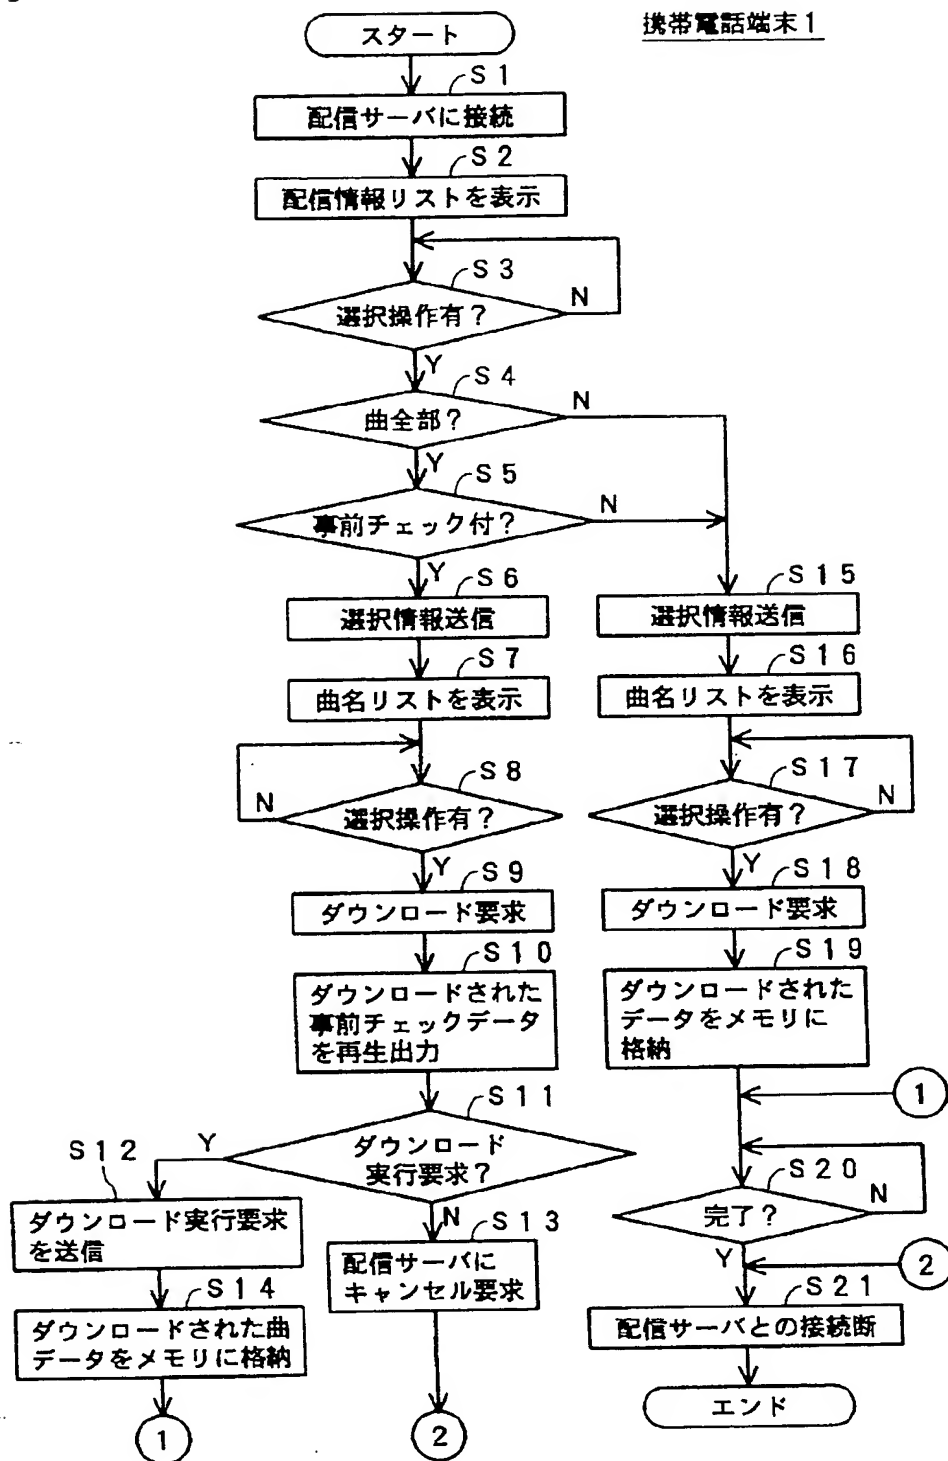 携帯電話端末1
スタート
S1
配信サーバに接続
S2
配信情報リストを表示
S3
選択操作有?
N
Y
S4
曲全部?
N
Y
S5
事前チェック付?
N
Y
S6
選択情報送信
S7
曲名リストを表示
S8
選択操作有?
N
Y
S9
ダウンロード要求
S10
ダウンロードされた
事前チェックデータ
を再生出力
S11
ダウンロード
実行要求?
Y
N
S12
ダウンロード実行要求
を送信
S14
ダウンロードされた曲
データをメモリに格納
1
S13
配信サーバに
キャンセル要求
2
S15
選択情報送信
S16
曲名リストを表示
S17
選択操作有?
N
Y
S18
ダウンロード要求
S19
ダウンロードされた
データをメモリに
格納
1
S20
完了?
N
Y
2
S21
配信サーバとの接続断
エンド